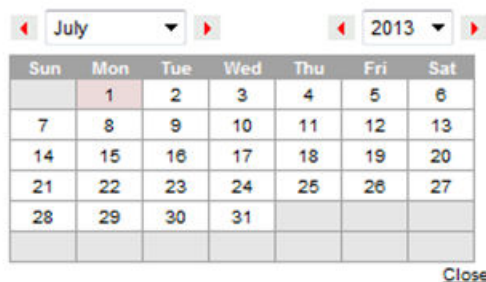 July 2013
Sun Mon Tue Wed Thu Fri Sat
1 2 3 4 5 6
7 8 9 10 11 12 13
14 15 16 17 18 19 20
21 22 23 24 25 26 27
28 29 30 31
Close